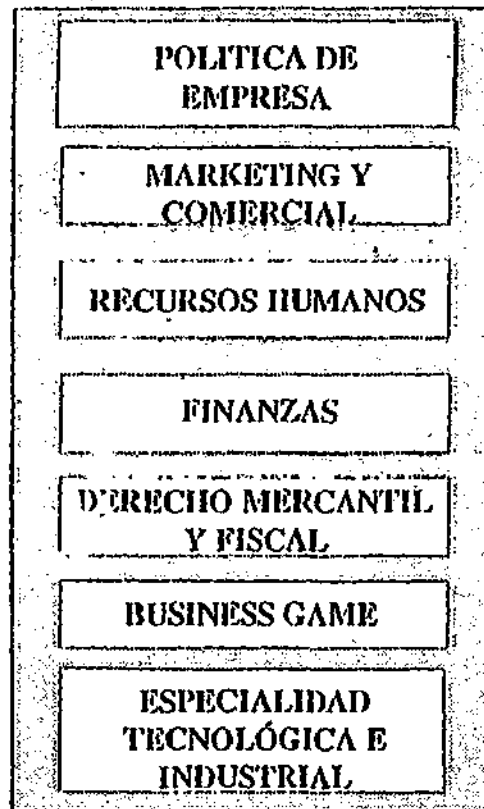 POLITICA DE
EMPRESA
MARKETING Y
COMERCIAL
RECURSOS HUMANOS
FINANZAS
DERECHO MERCANTIL
Y FISCAL
BUSINESS GAME
ESPECIALIDAD
TECNOLÓGICA E
INDUSTRIAL